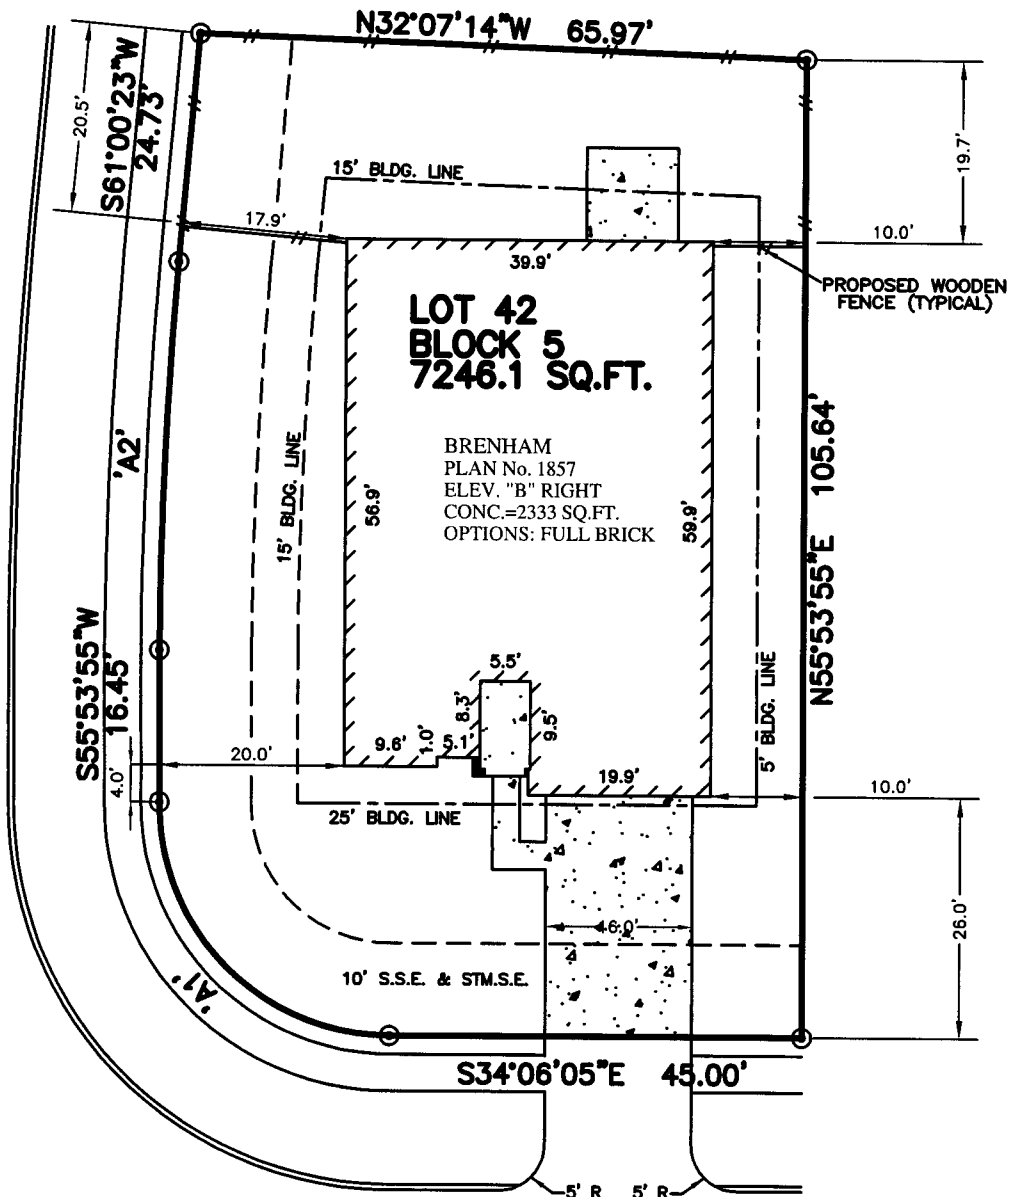 N32°07'14"W 65.97'
S61°00'23"W
24.73'
20.5'
19.7'
15' BLDG. LINE
17.9'
10.0'
39.9'
PROPOSED WOODEN
FENCE (TYPICAL)
LOT 42
BLOCK 5
7246.1 SQ.FT.
'A2'
15' BLDG. LINE
56.9'
BRENHAM
PLAN No. 1857
ELEV. "B" RIGHT
CONC.=2333 SQ.FT.
OPTIONS: FULL BRICK
59.9'
N55°53'55"E 105.64'
S55°53'55"W
16.45'
5.5'
8.3'
9.5'
5' BLDG. LINE
9.6'
1.0'
5.1'
20.0'
4.0'
19.9'
10.0'
25' BLDG. LINE
26.0'
16.0'
10' S.S.E. & STM.S.E.
'A1'
S34°06'05"E 45.00'
5' R
5' R